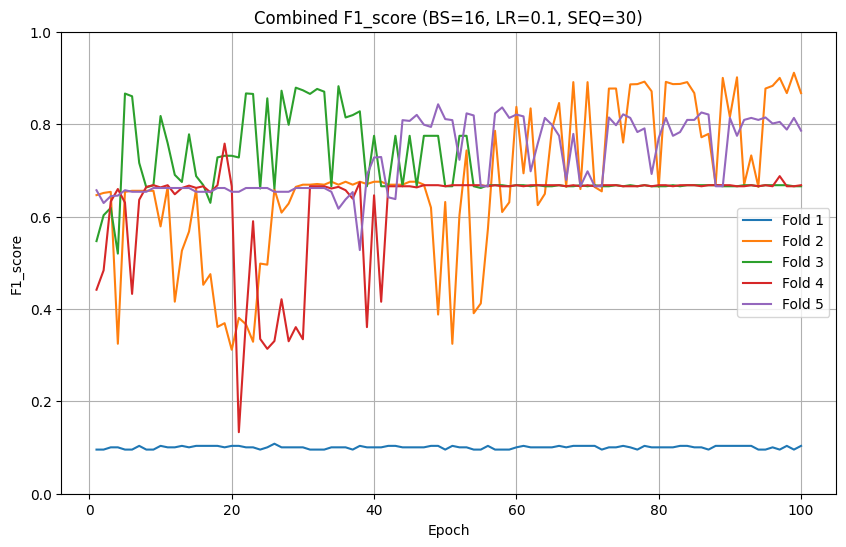 Combined F1_score (BS=16, LR=0.1, SEQ=30)
1.0
0.8
0.6
0.4
0.2
0.0
F1_score
Fold 1
Fold 2
Fold 3
Fold 4
Fold 5
0 20 40 60 80 100
Epoch